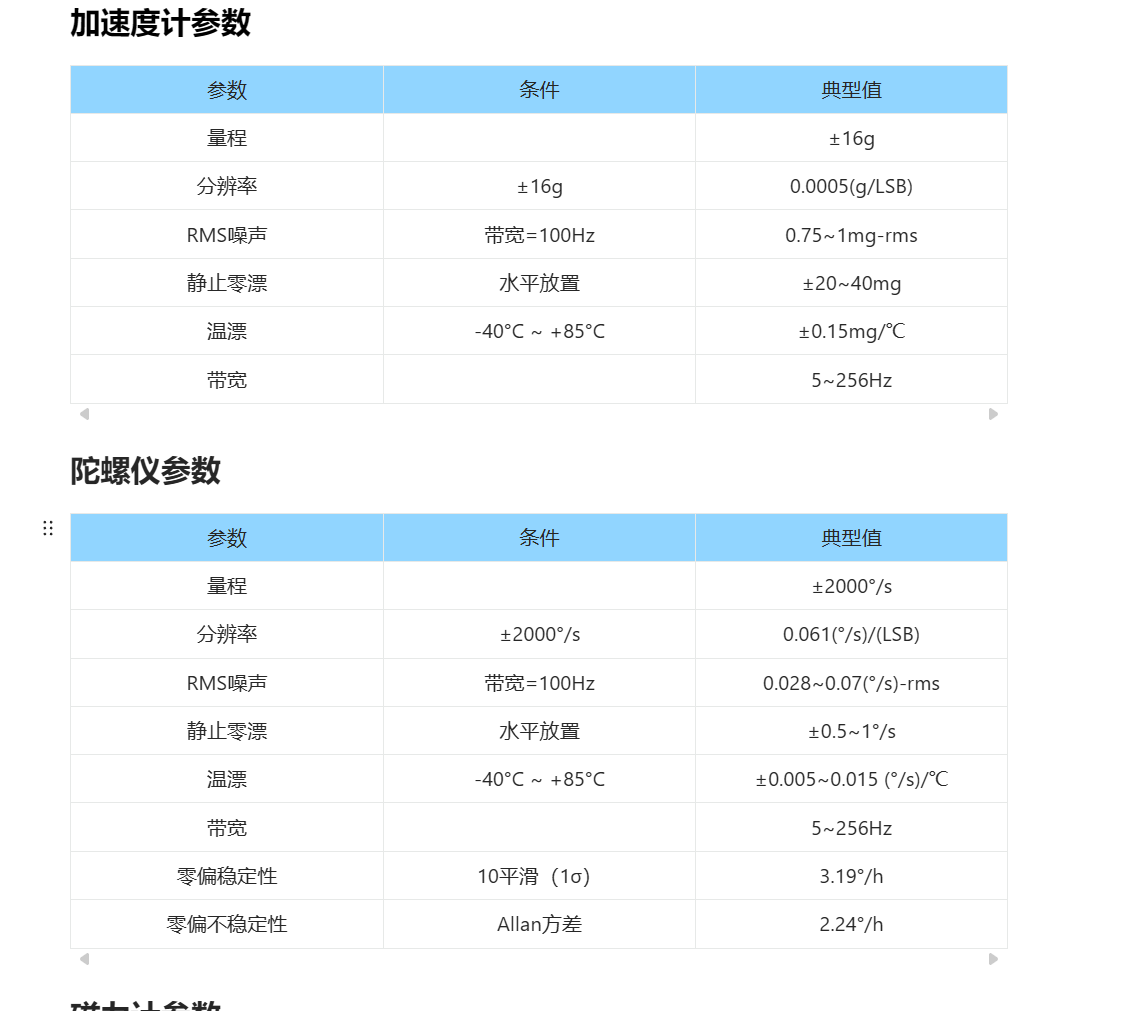 加速度计参数
参数 条件 典型值
量程 ±16g
分辨率 ±16g 0.0005(g/LSB)
RMS噪声 带宽=100Hz 0.75~1mg-rms
静止零漂 水平放置 ±20~40mg
温漂 -40°C ~ +85°C ±0.15mg/℃
带宽 5~256Hz
陀螺仪参数
参数 条件 典型值
量程 ±2000°/s
分辨率 ±2000°/s 0.061(°/s)/(LSB)
RMS噪声 带宽=100Hz 0.028~0.07(°/s)-rms
静止零漂 水平放置 ±0.5~1°/s
温漂 -40°C ~ +85°C ±0.005~0.015 (°/s)/℃
带宽 5~256Hz
零偏稳定性 10平滑（1σ） 3.19°/h
零偏不稳定性 Allan方差 2.24°/h
磁力计参数